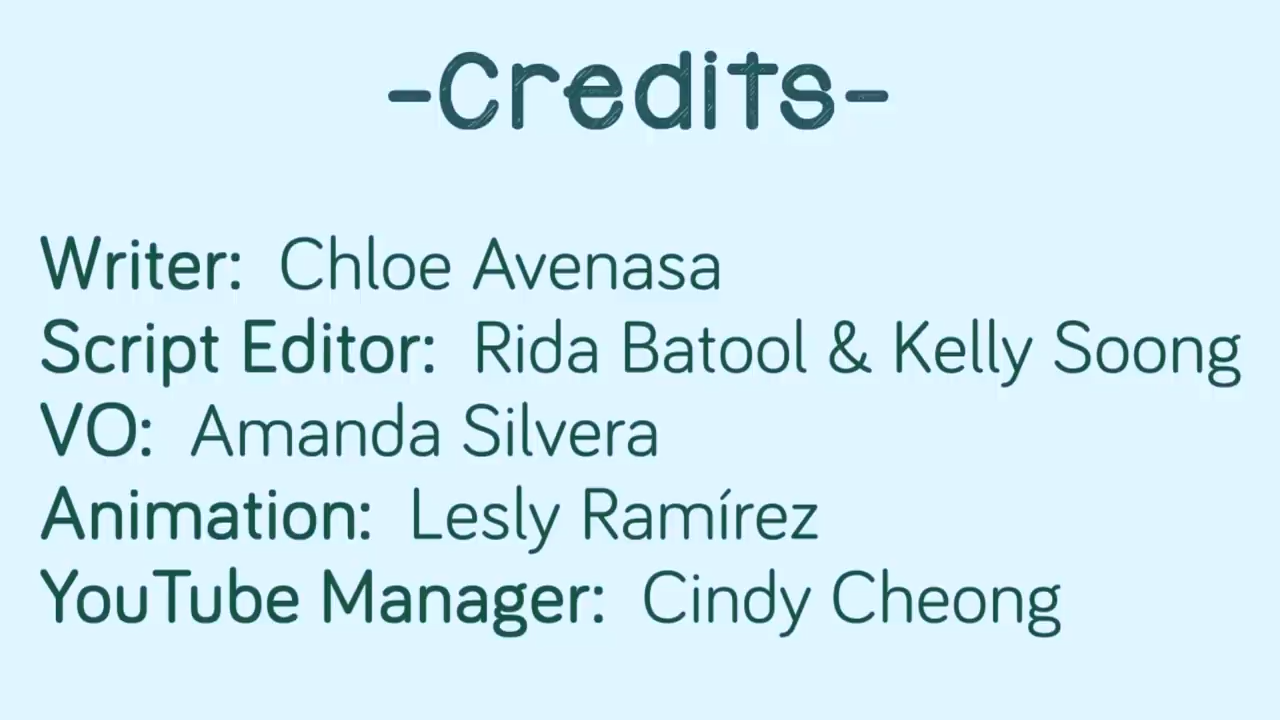 -Credits-
Writer: Chloe Avenasa
Script Editor: Rida Batool & Kelly Soong
VO: Amanda Silvera
Animation: Lesly Ramírez
YouTube Manager: Cindy Cheong